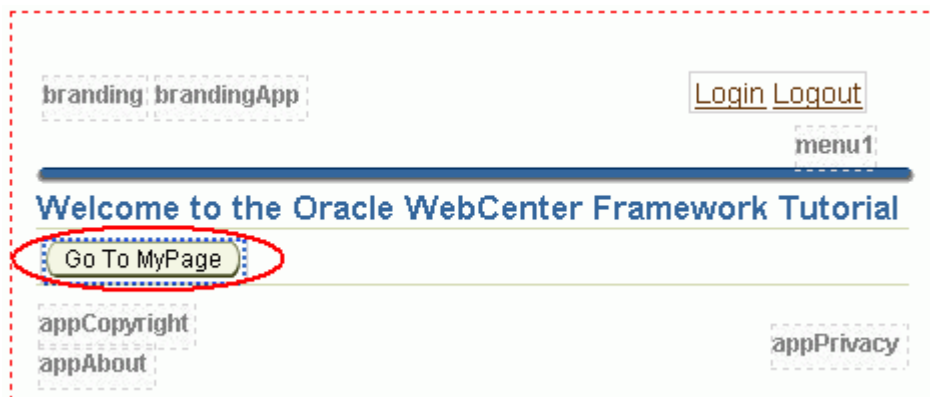 branding brandingApp
Login Logout
menu1
Welcome to the Oracle WebCenter Framework Tutorial
Go To MyPage
appCopyright
appPrivacy
appAbout